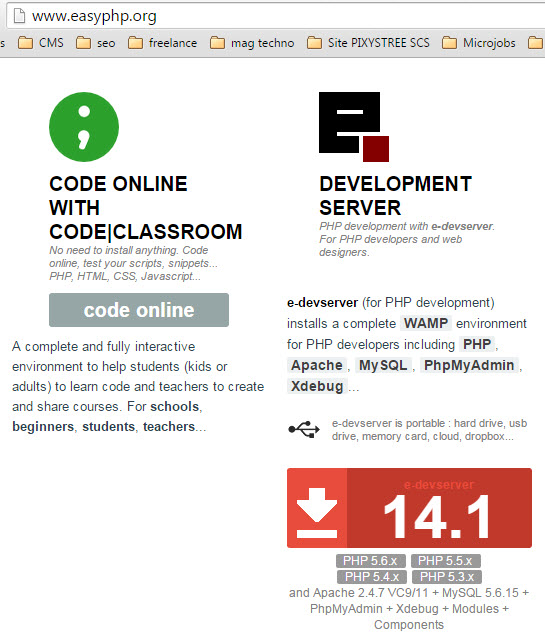 www.easyphp.org
s CMS seo freelance mag techno Site PIXYSTREE SCS Microjobs
;
CODE ONLINE
WITH
CODE|CLASSROOM
No need to install anything. Code
online, test your scripts, snippets...
PHP, HTML, CSS, Javascript...
code online
A complete and fully interactive
environment to help students (kids or
adults) to learn code and teachers to create
and share courses. For schools,
beginners, students, teachers...
e
DEVELOPMENT
SERVER
PHP development with e-devserver.
For PHP developers and web
designers.
e-devserver (for PHP development)
installs a complete WAMP environment
for PHP developers including PHP ,
Apache , MySQL , PhpMyAdmin ,
Xdebug ...
e-devserver is portable : hard drive, usb
drive, memory card, cloud, dropbox...
e-devserver
14.1
PHP 5.6.x PHP 5.5.x
PHP 5.4.x PHP 5.3.x
and Apache 2.4.7 VC9/11 + MySQL 5.6.15 +
PhpMyAdmin + Xdebug + Modules +
Components